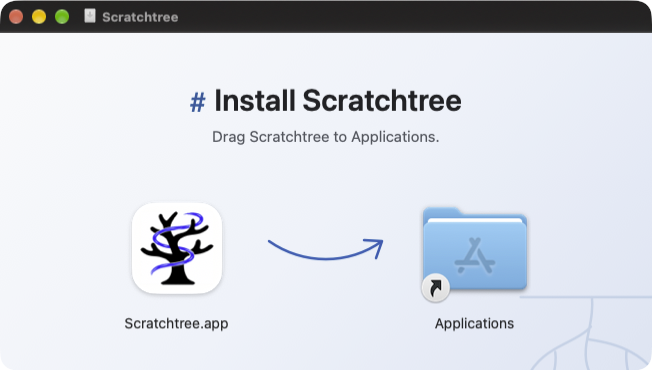 Scratchtree
# Install Scratchtree
Drag Scratchtree to Applications.
Scratchtree.app
Applications